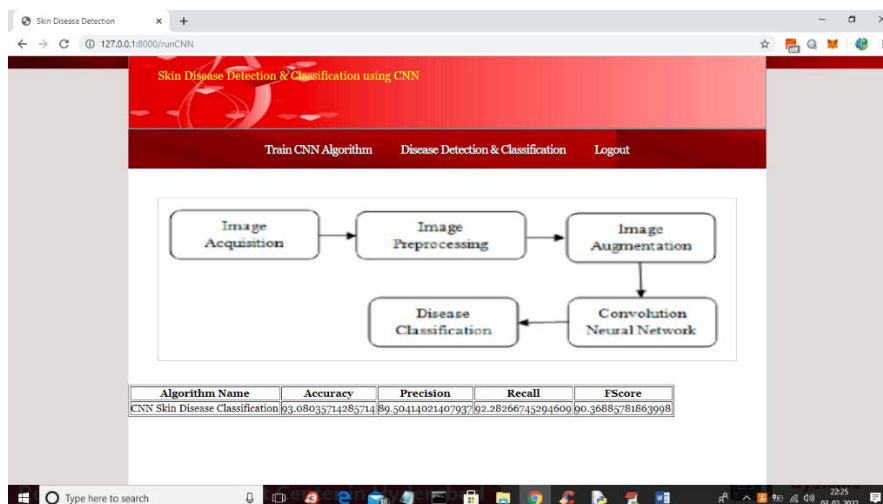 Skin Disease Detection
127.0.0.1:8000/runCNN
Skin Disease Detection & Classification using CNN
Train CNN Algorithm Disease Detection & Classification Logout
Image Acquisition
Image Preprocessing
Image Augmentation
Disease Classification
Convolution Neural Network
Algorithm Name Accuracy Precision Recall FScore
CNN Skin Disease Classification 93.08035714285714 89.50414021407937 92.28266745294609 90.36885781863998
Type here to search
22:25